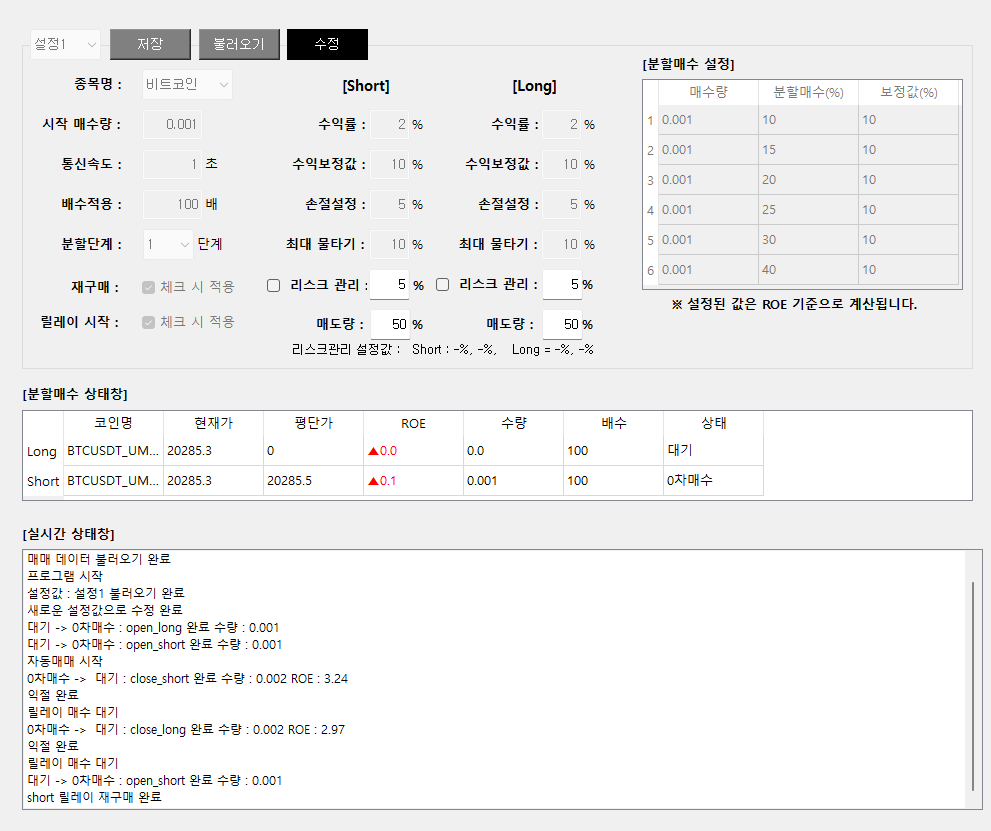 설정1 저장 불러오기 수정
[분할매수 설정]
종목명 : 비트코인 [Short] [Long]
매수량 분할매수(%) 보정값(%)
시작 매수량 : 0.001 수익률 : 2 % 수익률 : 2 %
1 0.001 10 10
2 0.001 15 10
통신속도 : 1 초 수익보정값 : 10 % 수익보정값 : 10 %
3 0.001 20 10
배수적용 : 100 배 손절설정 : 5 % 손절설정 : 5 %
4 0.001 25 10
분할단계 : 1 단계 최대 물타기 : 10 % 최대 물타기 : 10 %
5 0.001 30 10
6 0.001 40 10
재구매 : 체크 시 적용 리스크 관리 : 5 % 리스크 관리 : 5 %
※ 설정된 값은 ROE 기준으로 계산됩니다.
릴레이 시작 : 체크 시 적용 매도량 : 50 % 매도량 : 50 %
리스크관리 설정값 : Short : -%, -%, Long = -%, -%
[분할매수 상태창]
코인명 현재가 평단가 ROE 수량 배수 상태
Long BTCUSDT_UM... 20285.3 0 ▲0.0 0.0 100 대기
Short BTCUSDT_UM... 20285.3 20285.5 ▲0.1 0.001 100 0차매수
[실시간 상태창]
매매 데이터 불러오기 완료
프로그램 시작
설정값 : 설정1 불러오기 완료
새로운 설정값으로 수정 완료
대기 -> 0차매수 : open_long 완료 수량 : 0.001
대기 -> 0차매수 : open_short 완료 수량 : 0.001
자동매매 시작
0차매수 -> 대기 : close_short 완료 수량 : 0.002 ROE : 3.24
익절 완료
릴레이 매수 대기
0차매수 -> 대기 : close_long 완료 수량 : 0.002 ROE : 2.97
익절 완료
릴레이 매수 대기
대기 -> 0차매수 : open_short 완료 수량 : 0.001
short 릴레이 재구매 완료